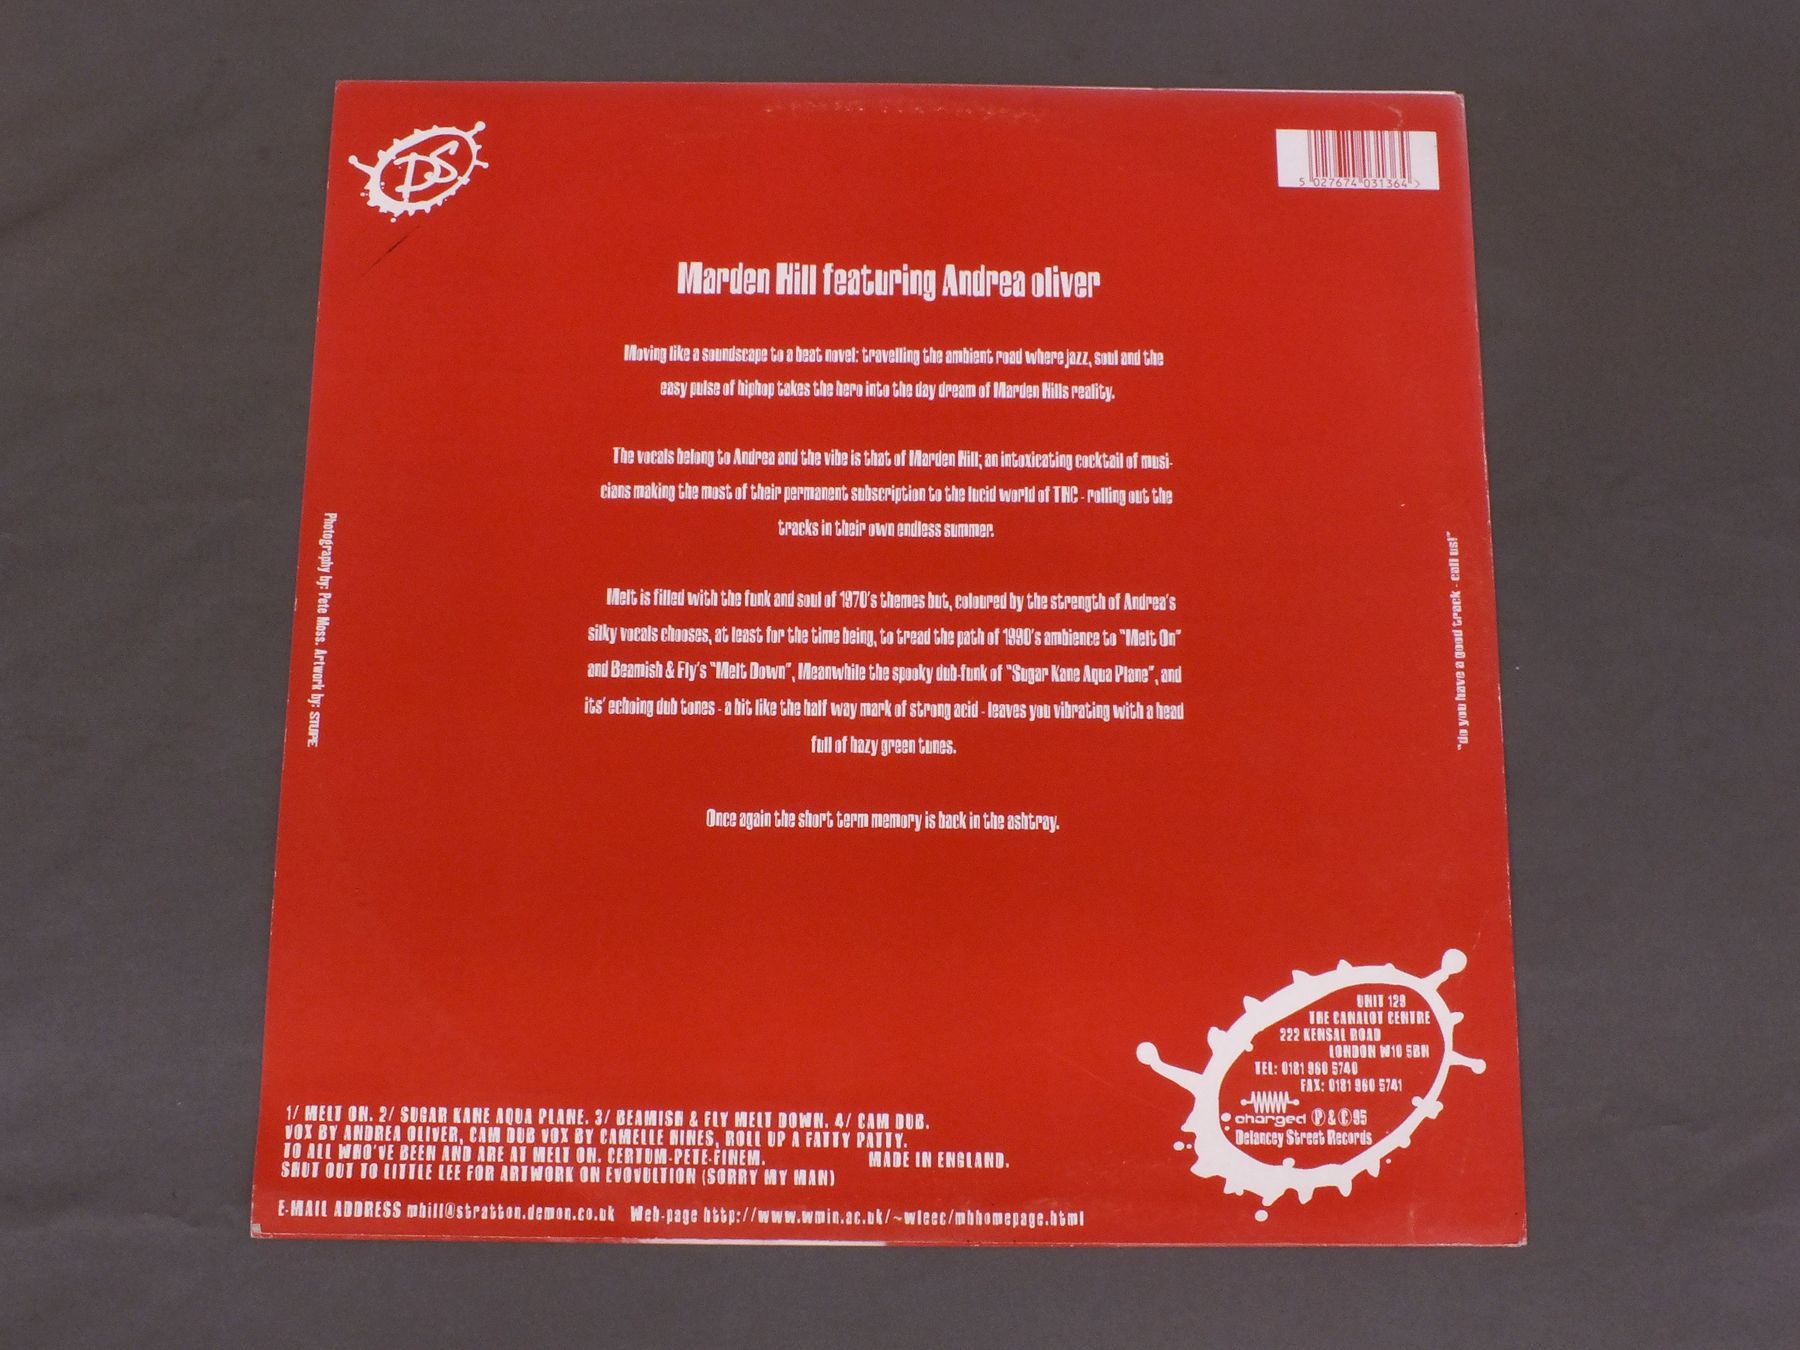 DS
5 027674 031364 >
Marden Hill featuring Andrea oliver
Moving like a soundscape to a beat novel: travelling the ambient road where jazz, soul and the
easy pulse of hiphop takes the hero into the day dream of Marden Hills reality.
The vocals belong to Andrea and the vibe is that of Marden Hill; an intoxicating cocktail of musi-
cians making the most of their permanent subscription to the lucid world of THC - rolling out the
tracks in their own endless summer.
Melt is filled with the funk and soul of 1970's themes but, coloured by the strength of Andrea's
silky vocals chooses, at least for the time being, to tread the path of 1990's ambience to "Melt On"
and Beamish & Fly's "Melt Down", Meanwhile the spooky dub-funk of "Sugar Kane Aqua Plane", and
its' echoing dub tones - a bit like the half way mark of strong acid - leaves you vibrating with a head
full of hazy green tunes.
Once again the short term memory is back in the ashtray.
Photography by: Pete Moss. Artwork by: STUPE
"do you have a good track - call us!"
UNIT 129
THE CANALOT CENTRE
222 KENSAL ROAD
LONDON W10 5BN
TEL: 0181 960 5740
FAX: 0181 960 5741
charged Ⓟ & © 95
Delancey Street Records
1/ MELT ON. 2/ SUGAR KANE AQUA PLANE. 3/ BEAMISH & FLY MELT DOWN. 4/ CAM DUB.
VOX BY ANDREA OLIVER, CAM DUB VOX BY CAMELLE HINES, ROLL UP A FATTY PATTY.
TO ALL WHO'VE BEEN AND ARE AT MELT ON. CERTUM-PETE-FINEM. MADE IN ENGLAND.
SHUT OUT TO LITTLE LEE FOR ARTWORK ON EVOVULTION (SORRY MY MAN)
E-MAIL ADDRESS mhill@stratton.demon.co.uk Web-page http://www.wmin.ac.uk/~wleec/mhhomepage.html